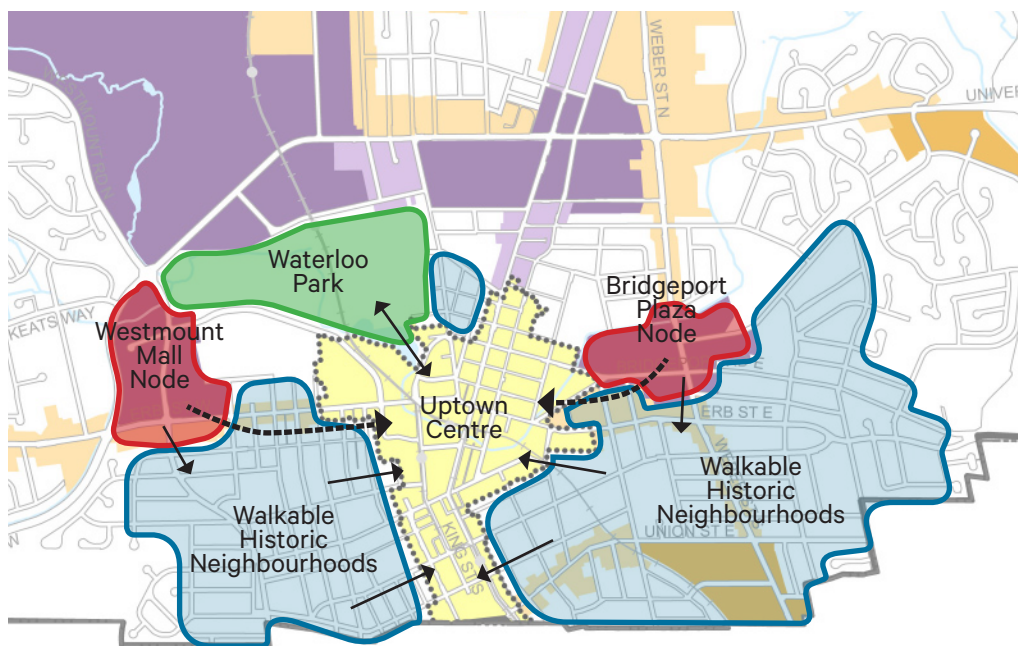 WEBER ST N
UNIVER
Waterloo
Park
Bridgeport
Plaza
Node
KEATS WAY
Westmount
Mall
Node
Uptown
Centre
ERB ST E
Walkable
Historic
Neighbourhoods
Walkable
Historic
Neighbourhoods
UNION ST E
KING ST S